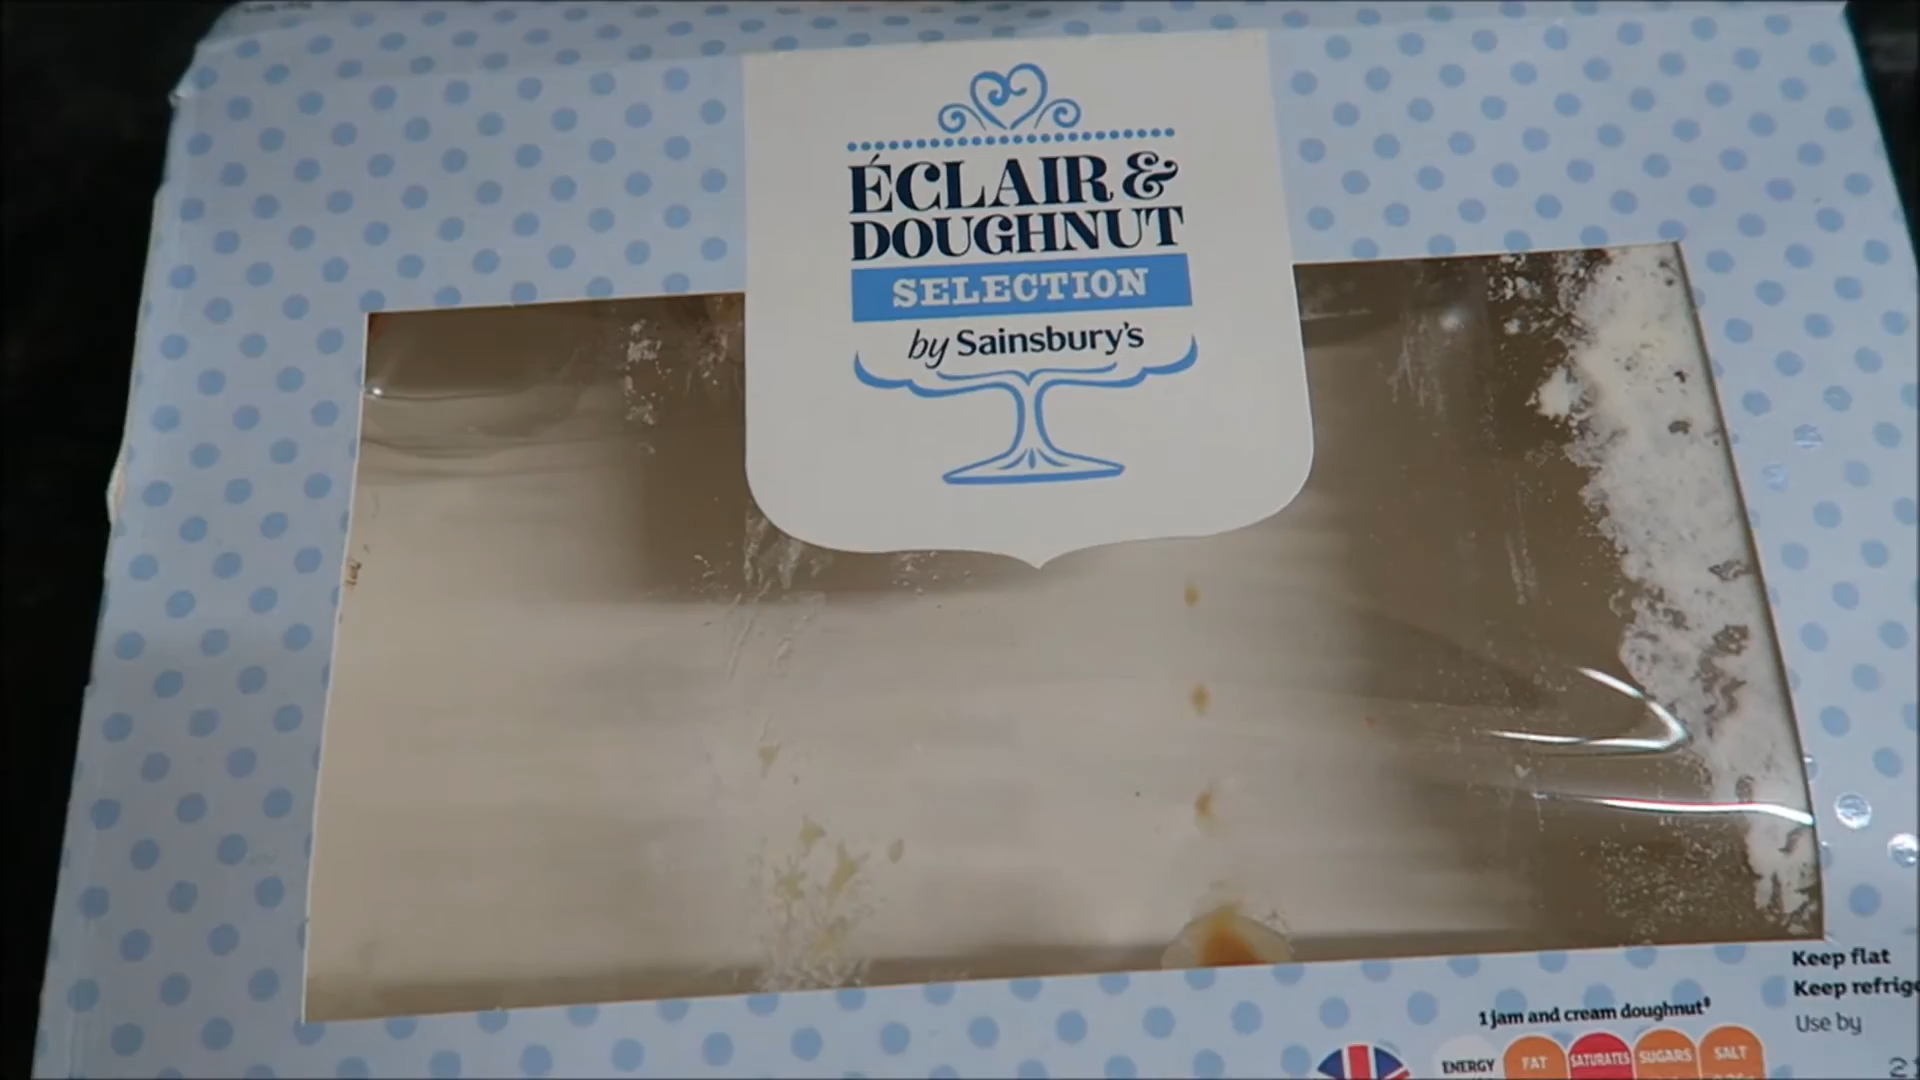 ÉCLAIR &
DOUGHNUT
SELECTION
by Sainsbury's
Keep flat
Keep
Use by
1 jam and cream doughnut
ENERGY
FAT
SATURATES
SUGARS
SALT